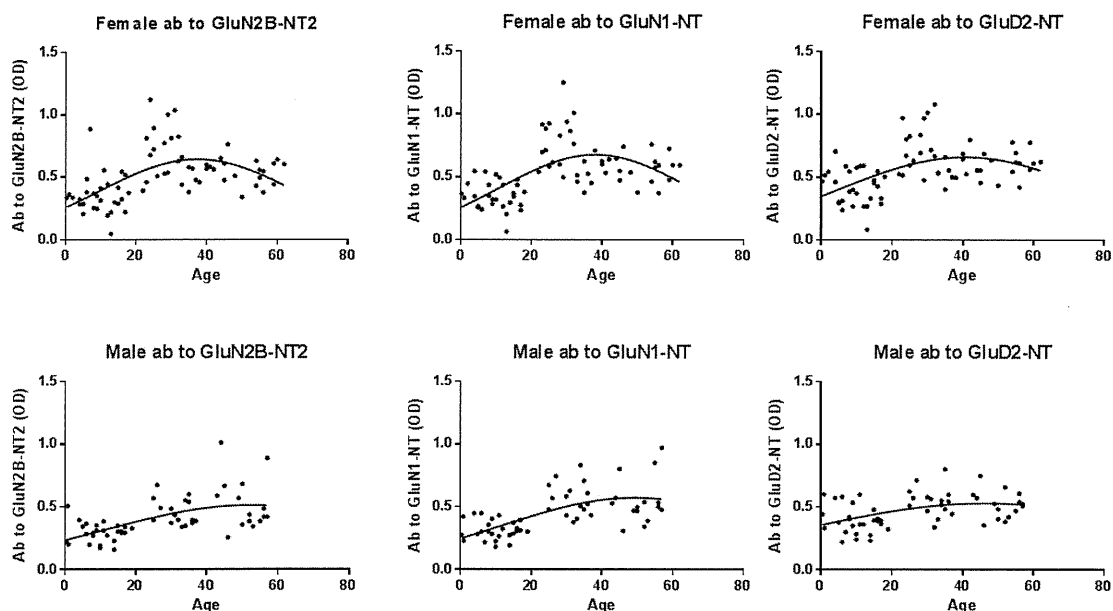 Female ab to GluN2B-NT2
Ab to GluN2B-NT2 (OD)
1.5
1.0
0.5
0.0
0 20 40 60 80
Age
Female ab to GluN1-NT
Ab to GluN1-NT (OD)
1.5
1.0
0.5
0.0
0 20 40 60 80
Age
Female ab to GluD2-NT
Ab to GluD2-NT (OD)
1.5
1.0
0.5
0.0
0 20 40 60 80
Age
Male ab to GluN2B-NT2
Ab to GluN2B-NT2 (OD)
1.5
1.0
0.5
0.0
0 20 40 60 80
Age
Male ab to GluN1-NT
Ab to GluN1-NT (OD)
1.5
1.0
0.5
0.0
0 20 40 60 80
Age
Male ab to GluD2-NT
Ab to GluD2-NT (OD)
1.5
1.0
0.5
0.0
0 20 40 60 80
Age